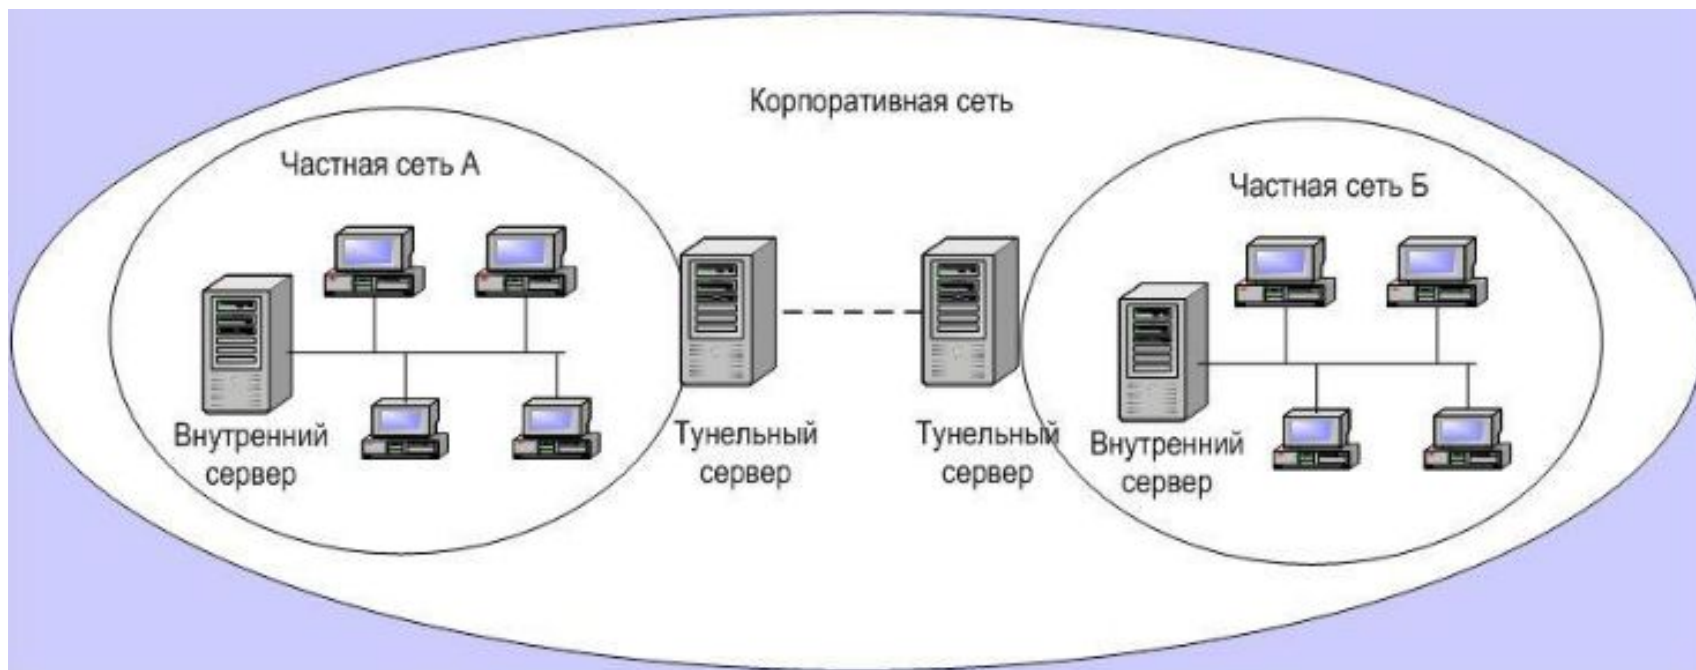 Корпоративная сеть
Частная сеть А
Частная сеть Б
Внутренний
сервер
Тунельный
сервер
Тунельный
сервер
Внутренний
сервер